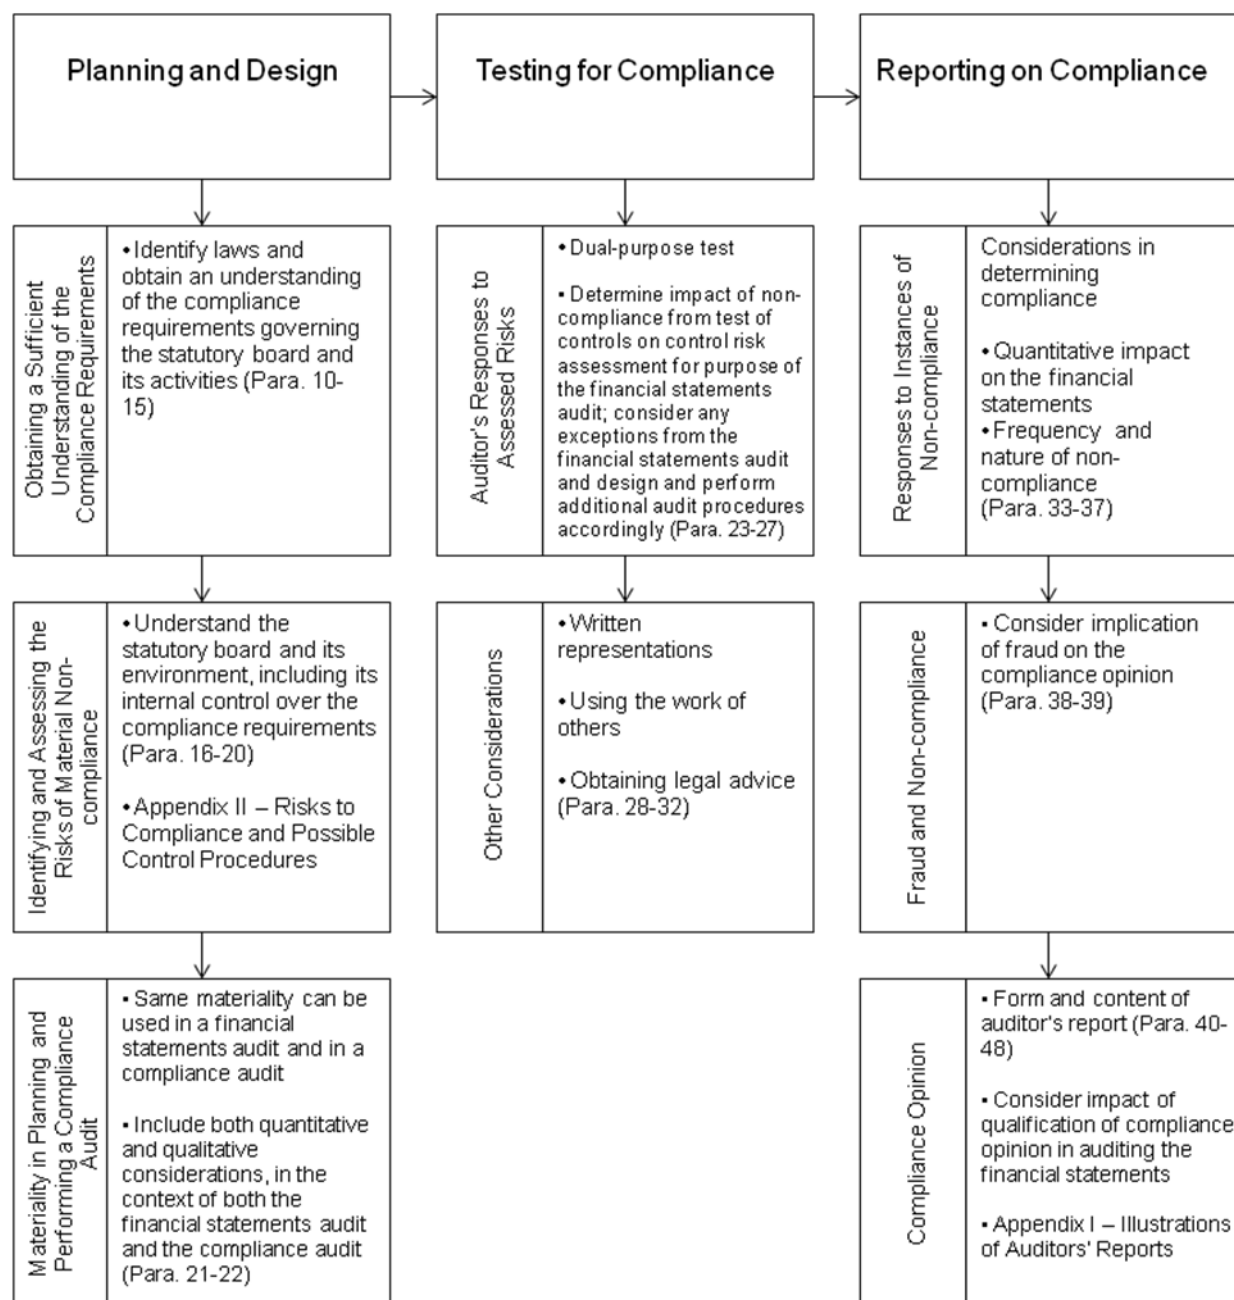 Planning and Design
Testing for Compliance
Reporting on Compliance
Obtaining a Sufficient
Understanding of the
Compliance Requirements
• Identify laws and
obtain an understanding
of the compliance
requirements governing
the statutory board and
its activities (Para. 10-
15)
Identifying and Assessing the
Risks of Material Non-
compliance
• Understand the
statutory board and its
environment, including its
internal control over the
compliance requirements
(Para. 16-20)
• Appendix II – Risks to
Compliance and Possible
Control Procedures
Materiality in Planning and
Performing a Compliance
Audit
▪ Same materiality can be
used in a financial
statements audit and in a
compliance audit
▪ Include both quantitative
and qualitative
considerations, in the
context of both the
financial statements audit
and the compliance audit
(Para. 21-22)
Auditor's Responses to
Assessed Risks
• Dual-purpose test
▪ Determine impact of non-
compliance from test of
controls on control risk
assessment for purpose of
the financial statements
audit; consider any
exceptions from the
financial statements audit
and design and perform
additional audit procedures
accordingly (Para. 23-27)
Other Considerations
• Written
representations
• Using the work of
others
• Obtaining legal advice
(Para. 28-32)
Responses to Instances of
Non-compliance
Considerations in
determining
compliance
• Quantitative impact
on the financial
statements
• Frequency and
nature of non-
compliance
(Para. 33-37)
Fraud and Non-compliance
▪ Consider implication
of fraud on the
compliance opinion
(Para. 38-39)
Compliance Opinion
▪ Form and content of
auditor's report (Para. 40-
48)
▪ Consider impact of
qualification of compliance
opinion in auditing the
financial statements
▪ Appendix I – Illustrations
of Auditors' Reports